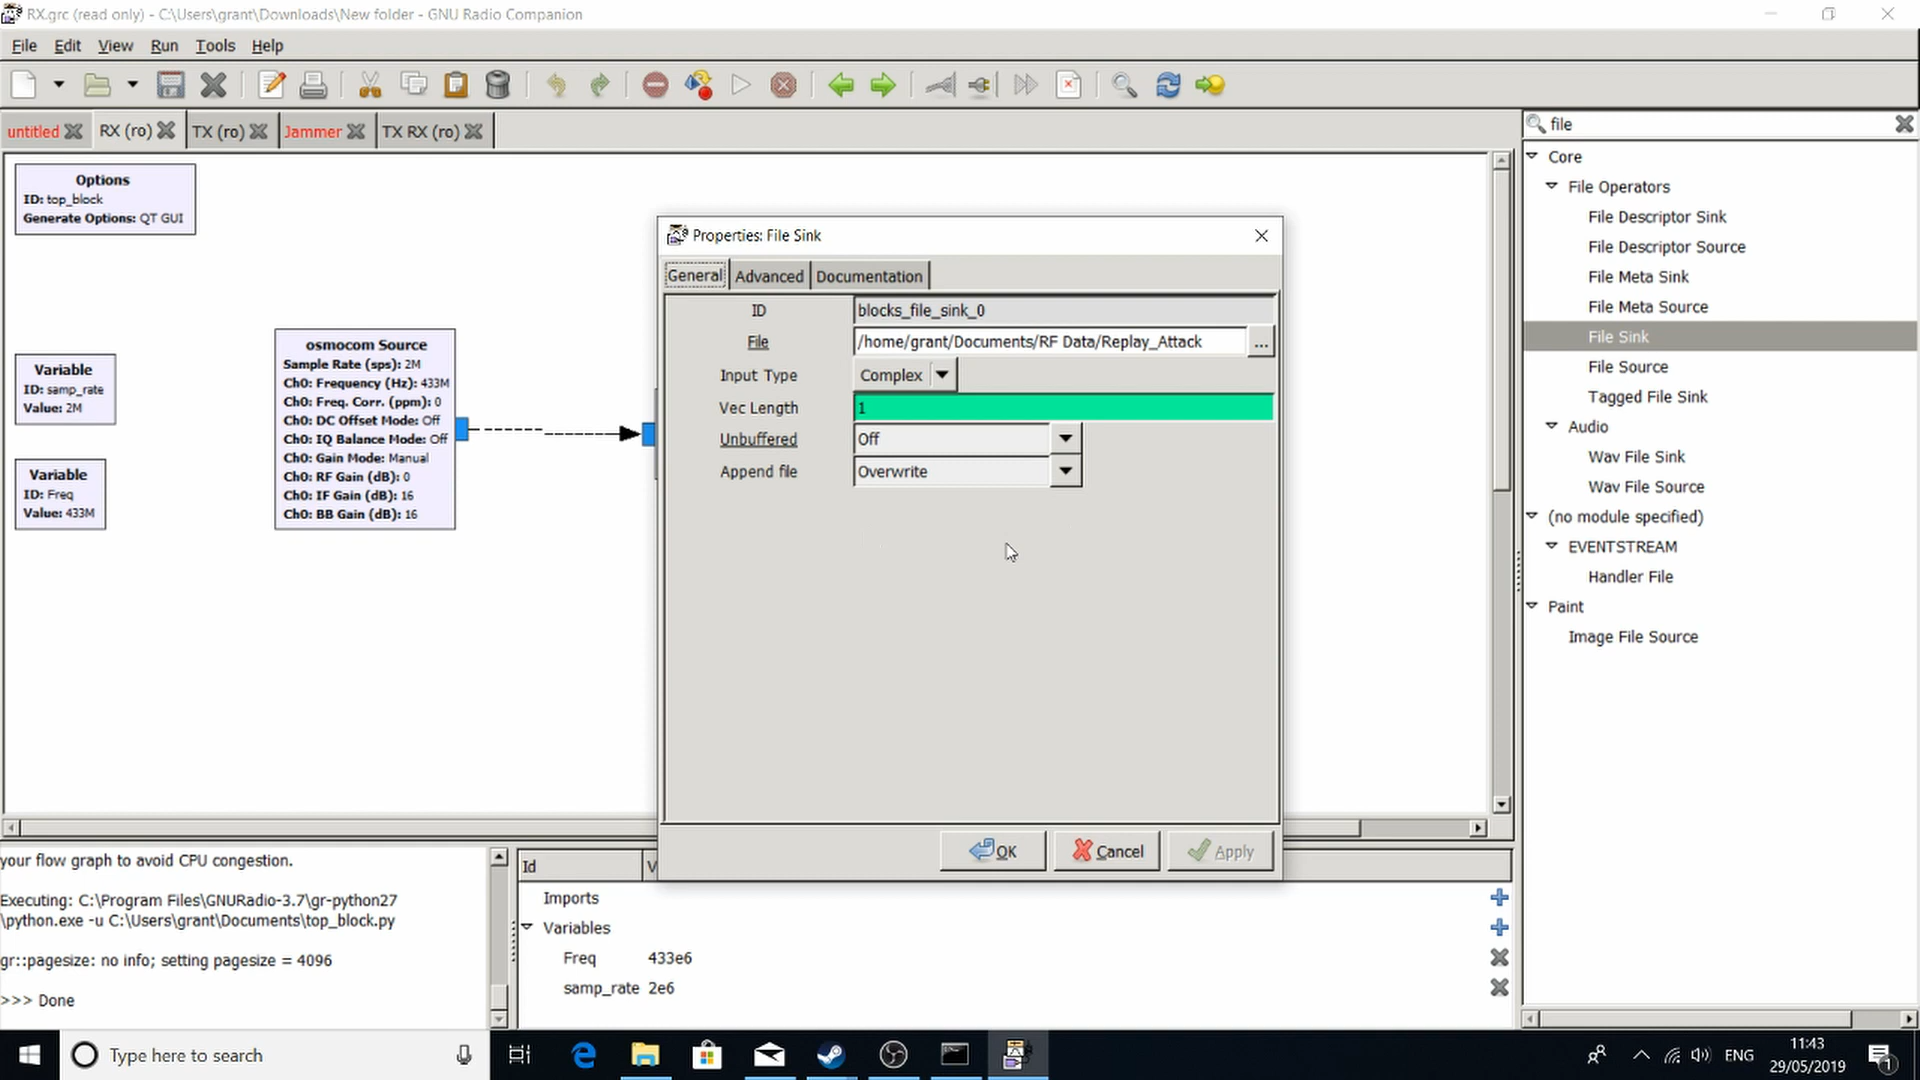 RX.grc (read only) - C:\Users\grant\Downloads\New folder - GNU Radio Companion
File Edit View Run Tools Help
untitled RX (ro) TX (ro) Jammer TX RX (ro)
file
Options
ID: top_block
Generate Options: QT GUI
Variable
ID: samp_rate
Value: 2M
Variable
ID: Freq
Value: 433M
osmocom Source
Sample Rate (sps): 2M
Ch0: Frequency (Hz): 433M
Ch0: Freq. Corr. (ppm): 0
Ch0: DC Offset Mode: Off
Ch0: IQ Balance Mode: Off
Ch0: Gain Mode: Manual
Ch0: RF Gain (dB): 0
Ch0: IF Gain (dB): 16
Ch0: BB Gain (dB): 16
Properties: File Sink
General Advanced Documentation
ID blocks_file_sink_0
File /home/grant/Documents/RF Data/Replay_Attack ...
Input Type Complex
Vec Length 1
Unbuffered Off
Append file Overwrite
OK Cancel Apply
Core
File Operators
File Descriptor Sink
File Descriptor Source
File Meta Sink
File Meta Source
File Sink
File Source
Tagged File Sink
Audio
Wav File Sink
Wav File Source
(no module specified)
EVENTSTREAM
Handler File
Paint
Image File Source
your flow graph to avoid CPU congestion.
Executing: C:\Program Files\GNURadio-3.7\gr-python27
\python.exe -u C:\Users\grant\Documents\top_block.py
gr::pagesize: no info; setting pagesize = 4096
>>> Done
Id V
Imports
Variables
Freq 433e6
samp_rate 2e6
Type here to search
ENG
11:43
29/05/2019
1